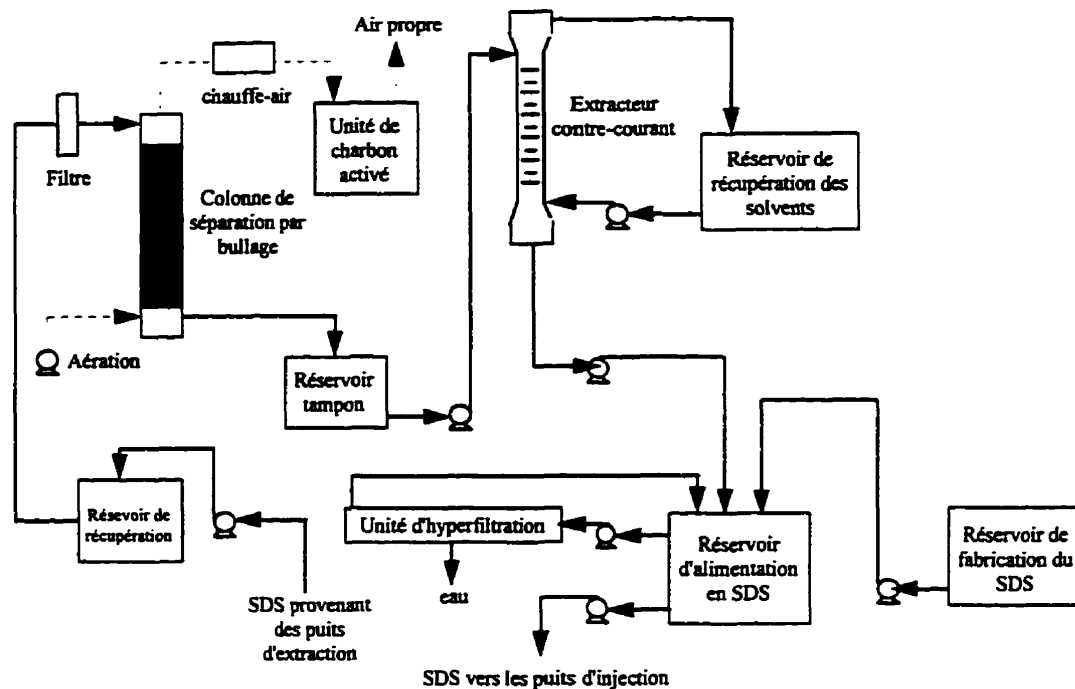 Air propre
chauffe-air
Unité de
charbon
activé
Filtre
Colonne de
séparation par
bullage
Extracteur
contre-courant
Réservoir de
récupération des
solvents
Aération
Réservoir
tampon
Résevoir de
récupération
SDS provenant
des puits
d'extraction
Unité d'hyperfiltration
eau
Réservoir
d'alimentation
en SDS
Réservoir de
fabrication du
SDS
SDS vers les puits d'injection